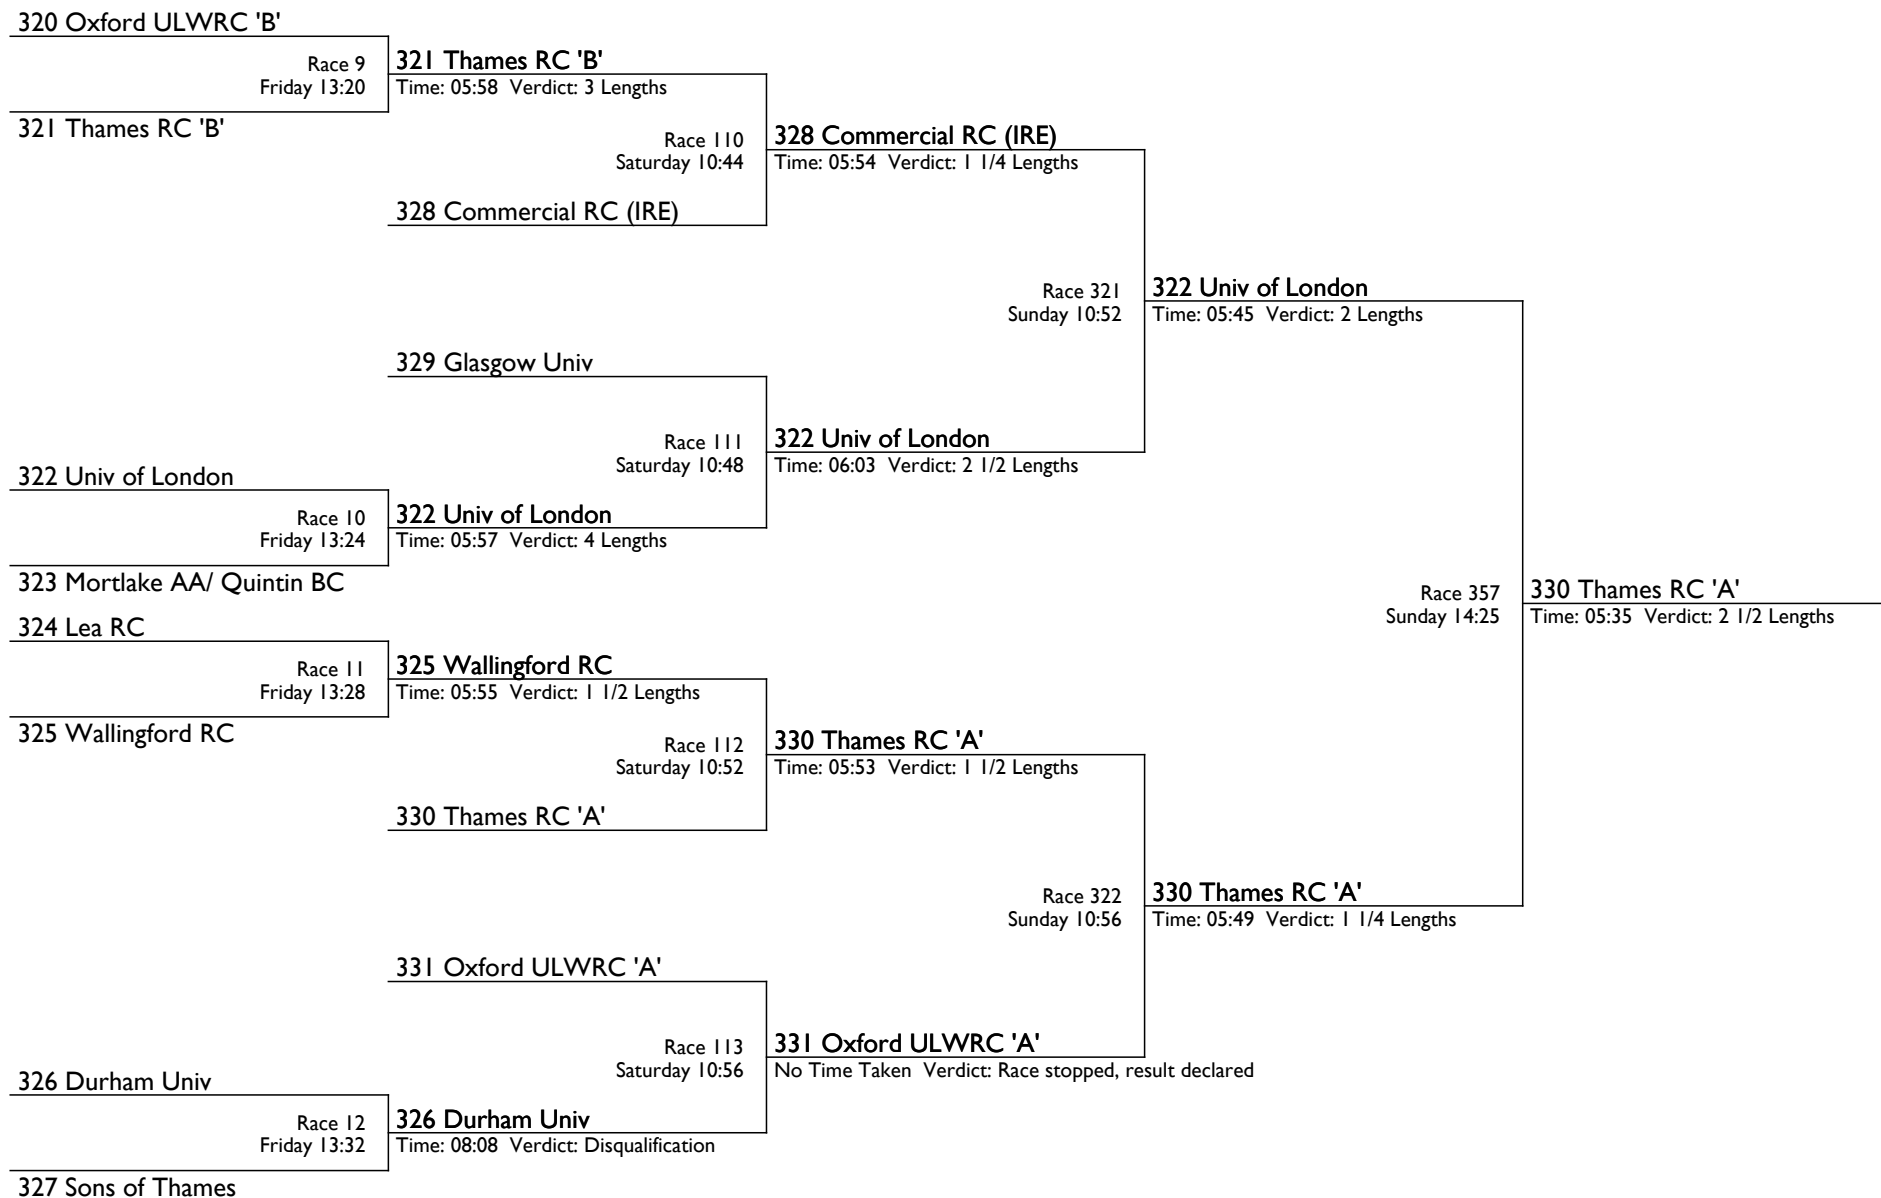 320 Oxford ULWRC 'B'
Race 9
Friday 13:20
321 Thames RC 'B'
Time: 05:58 Verdict: 3 Lengths
321 Thames RC 'B'
Race 110
Saturday 10:44
328 Commercial RC (IRE)
Time: 05:54 Verdict: 1 1/4 Lengths
328 Commercial RC (IRE)
Race 321
Sunday 10:52
322 Univ of London
Time: 05:45 Verdict: 2 Lengths
329 Glasgow Univ
Race 111
Saturday 10:48
322 Univ of London
Time: 06:03 Verdict: 2 1/2 Lengths
322 Univ of London
Race 10
Friday 13:24
322 Univ of London
Time: 05:57 Verdict: 4 Lengths
323 Mortlake AA/ Quintin BC
Race 357
Sunday 14:25
330 Thames RC 'A'
Time: 05:35 Verdict: 2 1/2 Lengths
324 Lea RC
Race 11
Friday 13:28
325 Wallingford RC
Time: 05:55 Verdict: 1 1/2 Lengths
325 Wallingford RC
Race 112
Saturday 10:52
330 Thames RC 'A'
Time: 05:53 Verdict: 1 1/2 Lengths
330 Thames RC 'A'
Race 322
Sunday 10:56
330 Thames RC 'A'
Time: 05:49 Verdict: 1 1/4 Lengths
331 Oxford ULWRC 'A'
Race 113
Saturday 10:56
331 Oxford ULWRC 'A'
No Time Taken Verdict: Race stopped, result declared
326 Durham Univ
Race 12
Friday 13:32
326 Durham Univ
Time: 08:08 Verdict: Disqualification
327 Sons of Thames